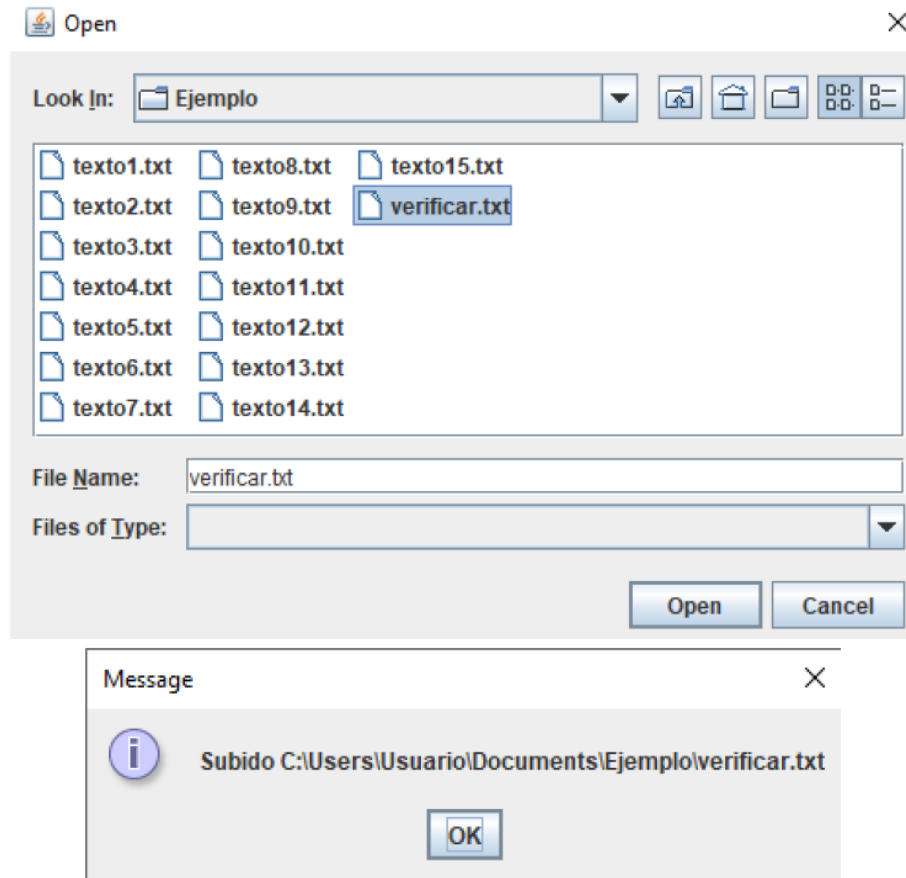 Open
Look In: Ejemplo
texto1.txt texto8.txt texto15.txt
texto2.txt texto9.txt verificar.txt
texto3.txt texto10.txt
texto4.txt texto11.txt
texto5.txt texto12.txt
texto6.txt texto13.txt
texto7.txt texto14.txt
File Name: verificar.txt
Files of Type:
Open Cancel
Message
Subido C:\Users\Usuario\Documents\Ejemplo\verificar.txt
OK